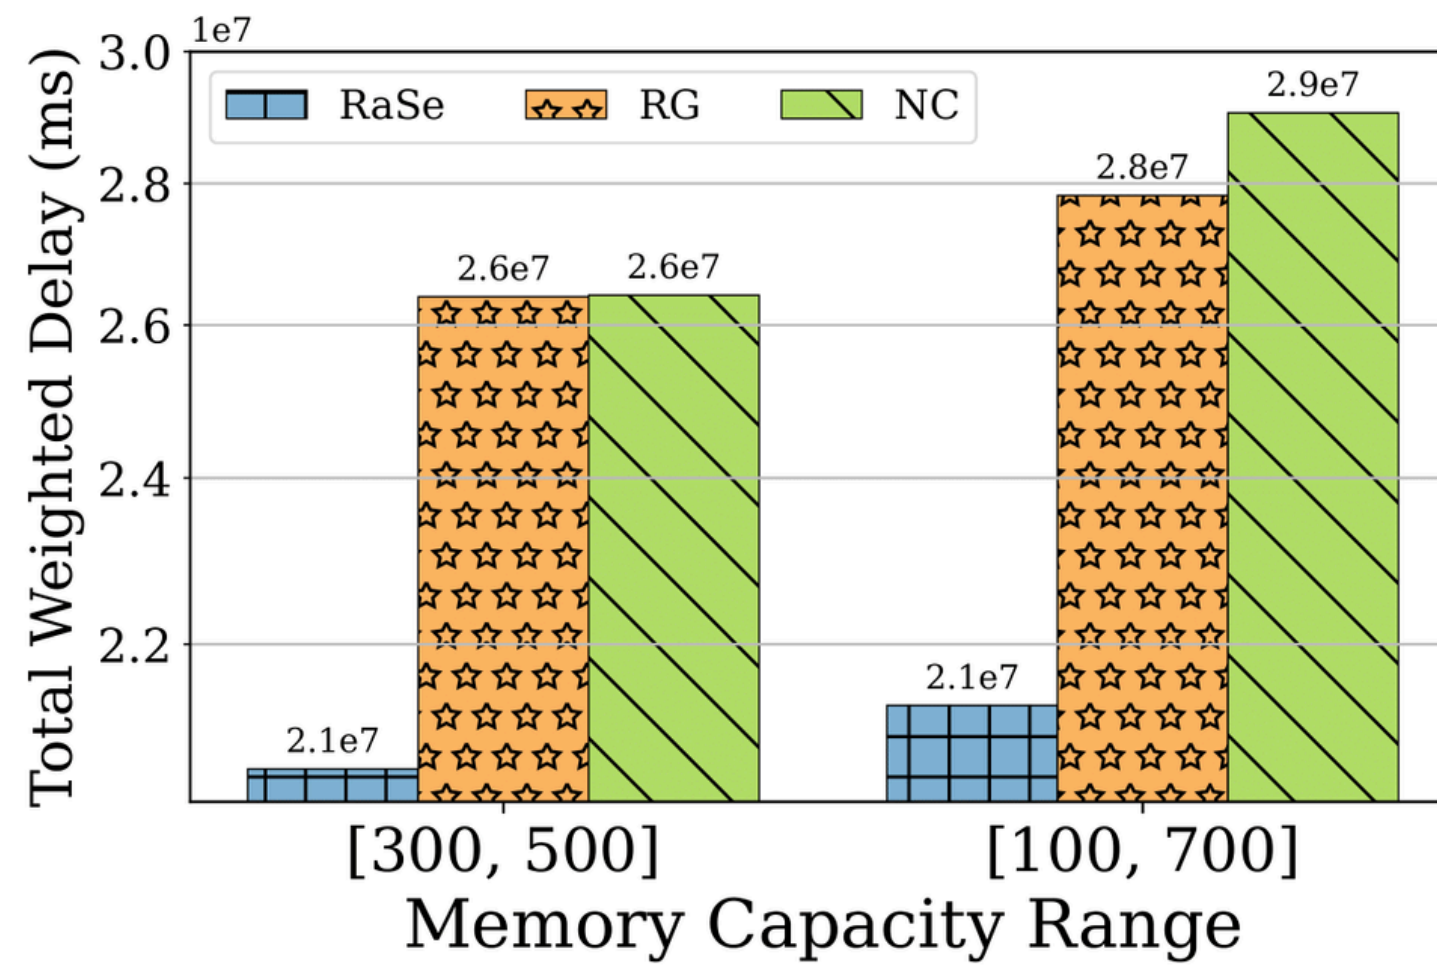 1e7
3.0
RaSe RG NC
2.9e7
2.8e7
2.8
2.6e7 2.6e7
2.6
2.4
2.2
2.1e7
2.1e7
Total Weighted Delay (ms)
[300, 500] [100, 700]
Memory Capacity Range